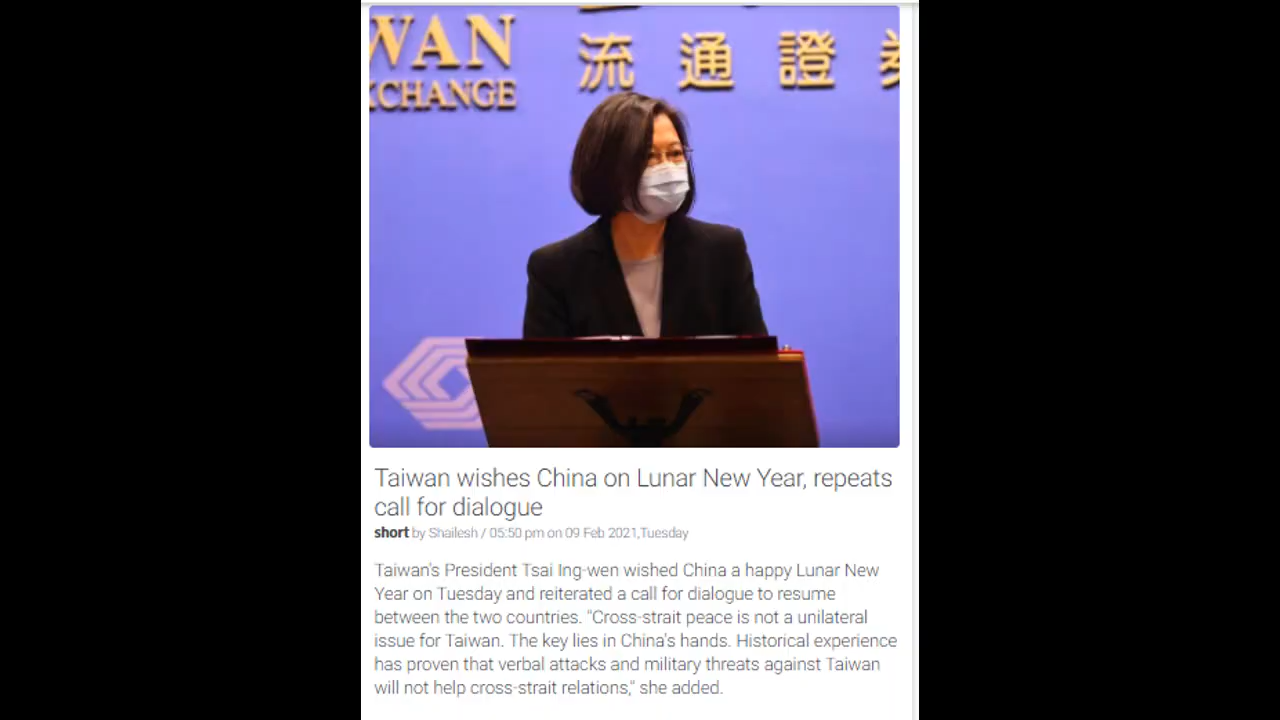 WAN
XCHANGE
流通證券
Taiwan wishes China on Lunar New Year, repeats
call for dialogue
short by Shailesh / 05:50 pm on 09 Feb 2021,Tuesday
Taiwan's President Tsai Ing-wen wished China a happy Lunar New
Year on Tuesday and reiterated a call for dialogue to resume
between the two countries. "Cross-strait peace is not a unilateral
issue for Taiwan. The key lies in China's hands. Historical experience
has proven that verbal attacks and military threats against Taiwan
will not help cross-strait relations," she added.